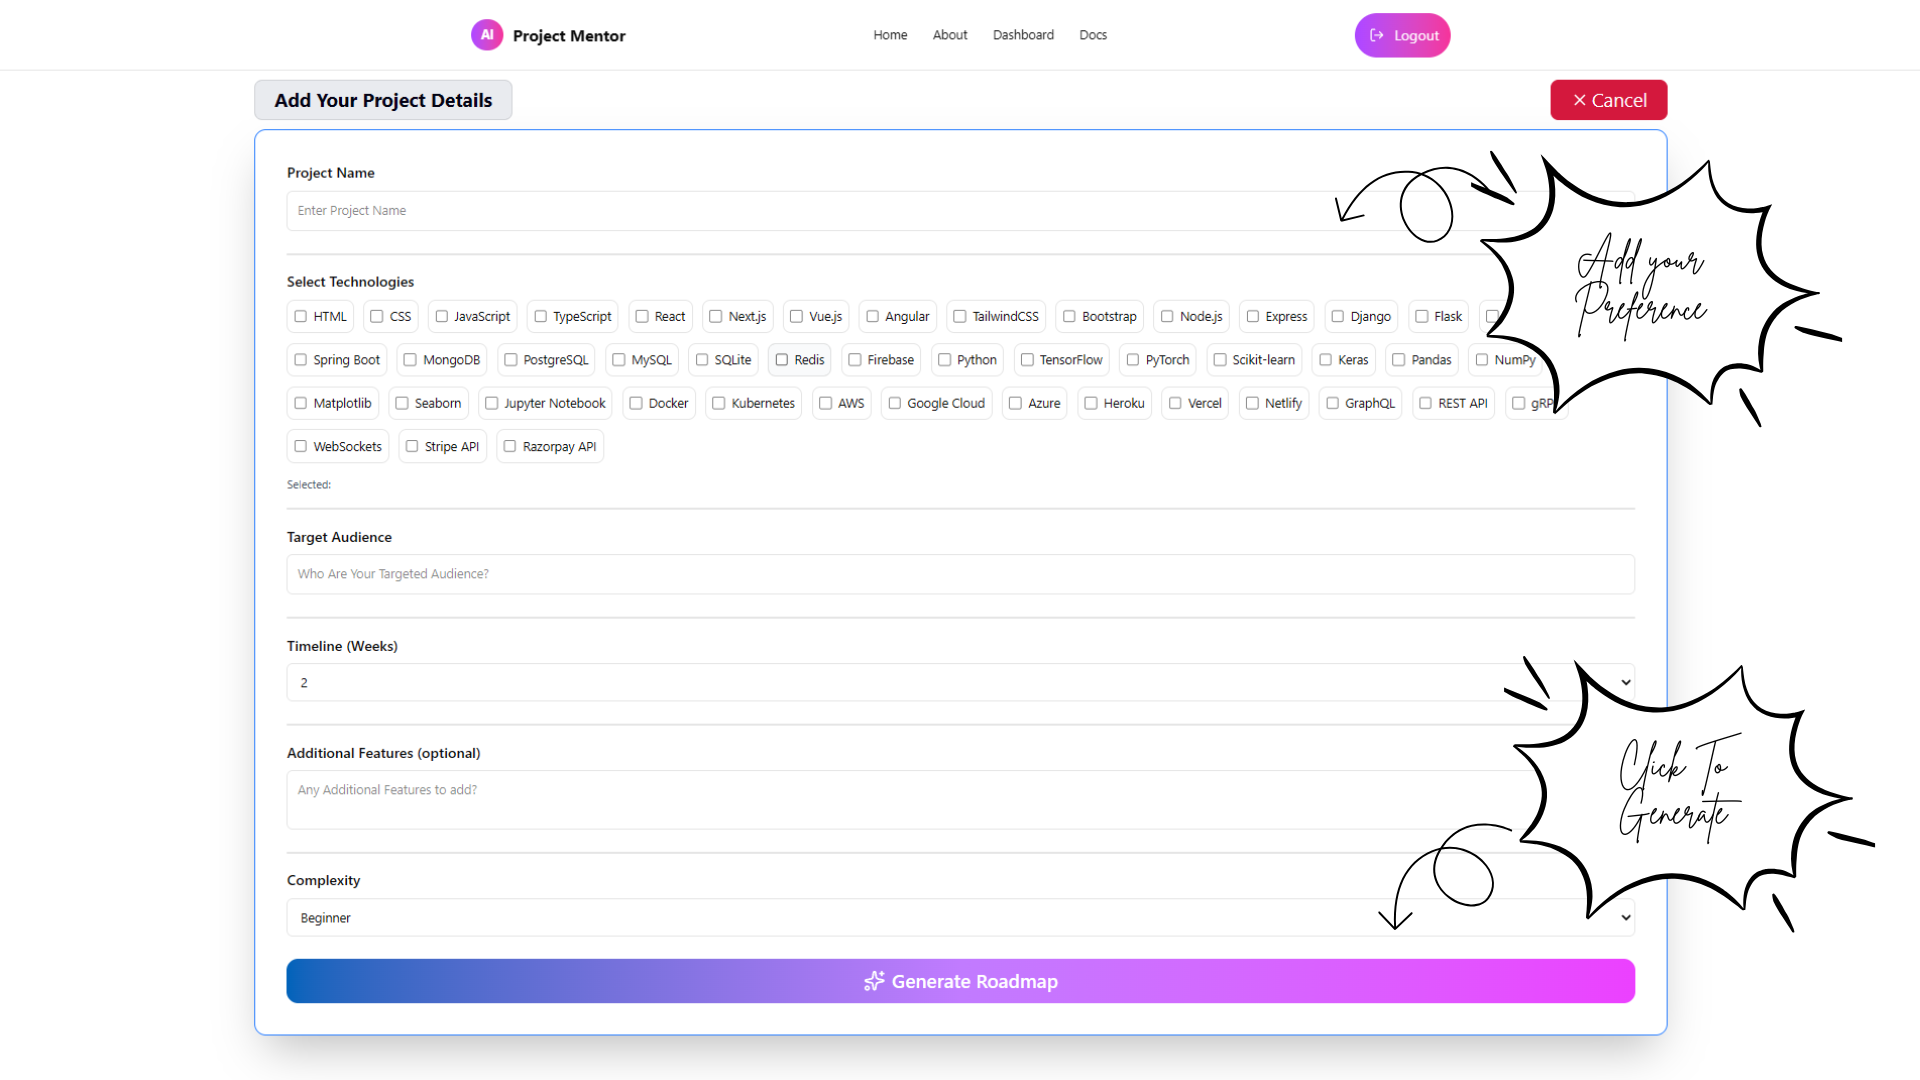 AI Project Mentor Home About Dashboard Docs Logout
Add Your Project Details Cancel
Project Name
Enter Project Name
Add your
Preference
Select Technologies
HTML CSS JavaScript TypeScript React Next.js Vue.js Angular TailwindCSS Bootstrap Node.js Express Django Flask
Spring Boot MongoDB PostgreSQL MySQL SQLite Redis Firebase Python TensorFlow PyTorch Scikit-learn Keras Pandas NumPy
Matplotlib Seaborn Jupyter Notebook Docker Kubernetes AWS Google Cloud Azure Heroku Vercel Netlify GraphQL REST API
WebSockets Stripe API Razorpay API
Selected:
Target Audience
Who Are Your Targeted Audience?
Timeline (Weeks)
2
Additional Features (optional)
Any Additional Features to add?
Click To
Generate
Complexity
Beginner
Generate Roadmap